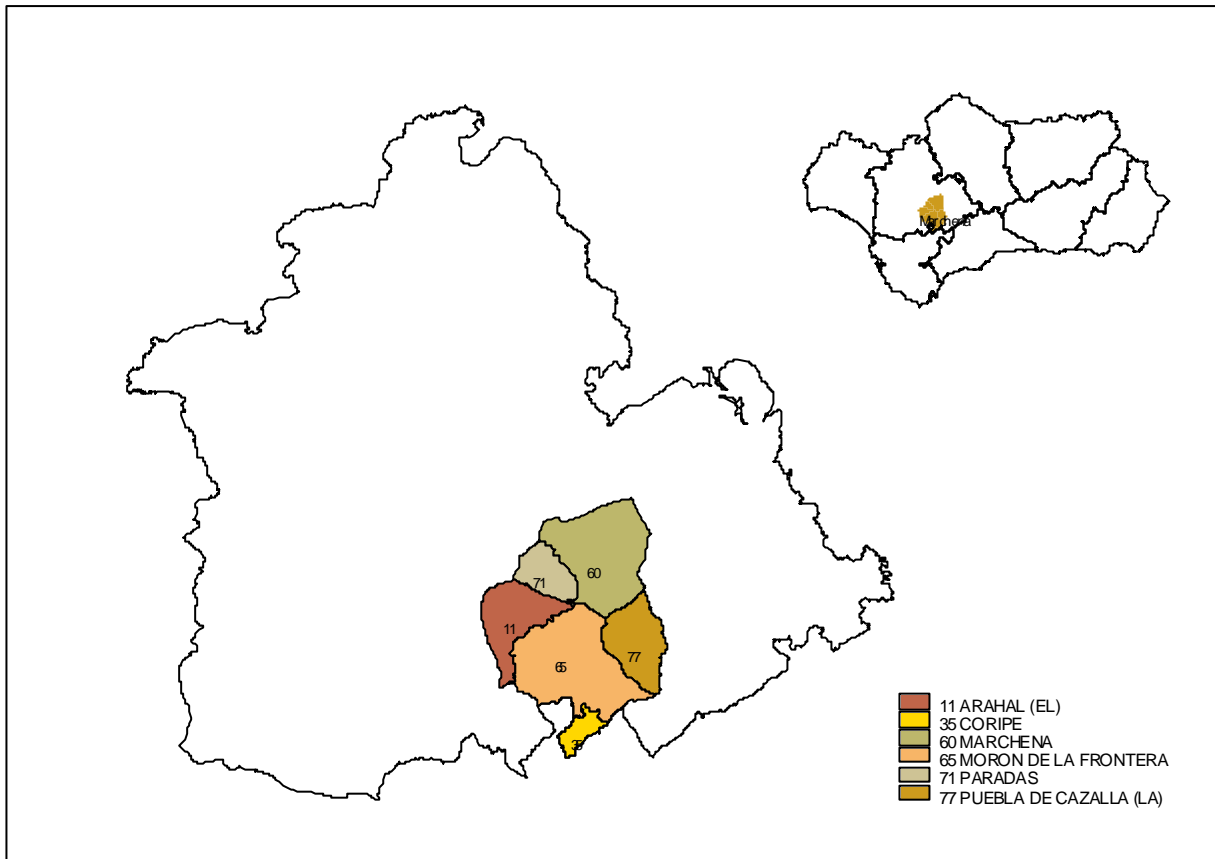 Marchena
60
71
11
65
77
35
11 ARAHAL (EL)
35 CORIPE
60 MARCHENA
65 MORON DE LA FRONTERA
71 PARADAS
77 PUEBLA DE CAZALLA (LA)